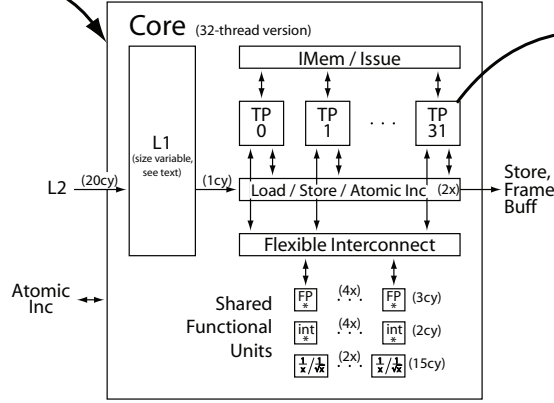 Core (32-thread version)
IMem / Issue
TP
0
TP
1
. . .
TP
31
L1
(size variable,
see text)
L2
(20cy)
(1cy)
Load / Store / Atomic Inc (2x)
Store,
Frame
Buff
Flexible Interconnect
Atomic
Inc
Shared
Functional
Units
FP
*
(4x)
. . .
FP
*
(3cy)
int
*
(4x)
. . .
int
*
(2cy)
1/x / 1/√x
(2x)
. . .
1/x / 1/√x
(15cy)